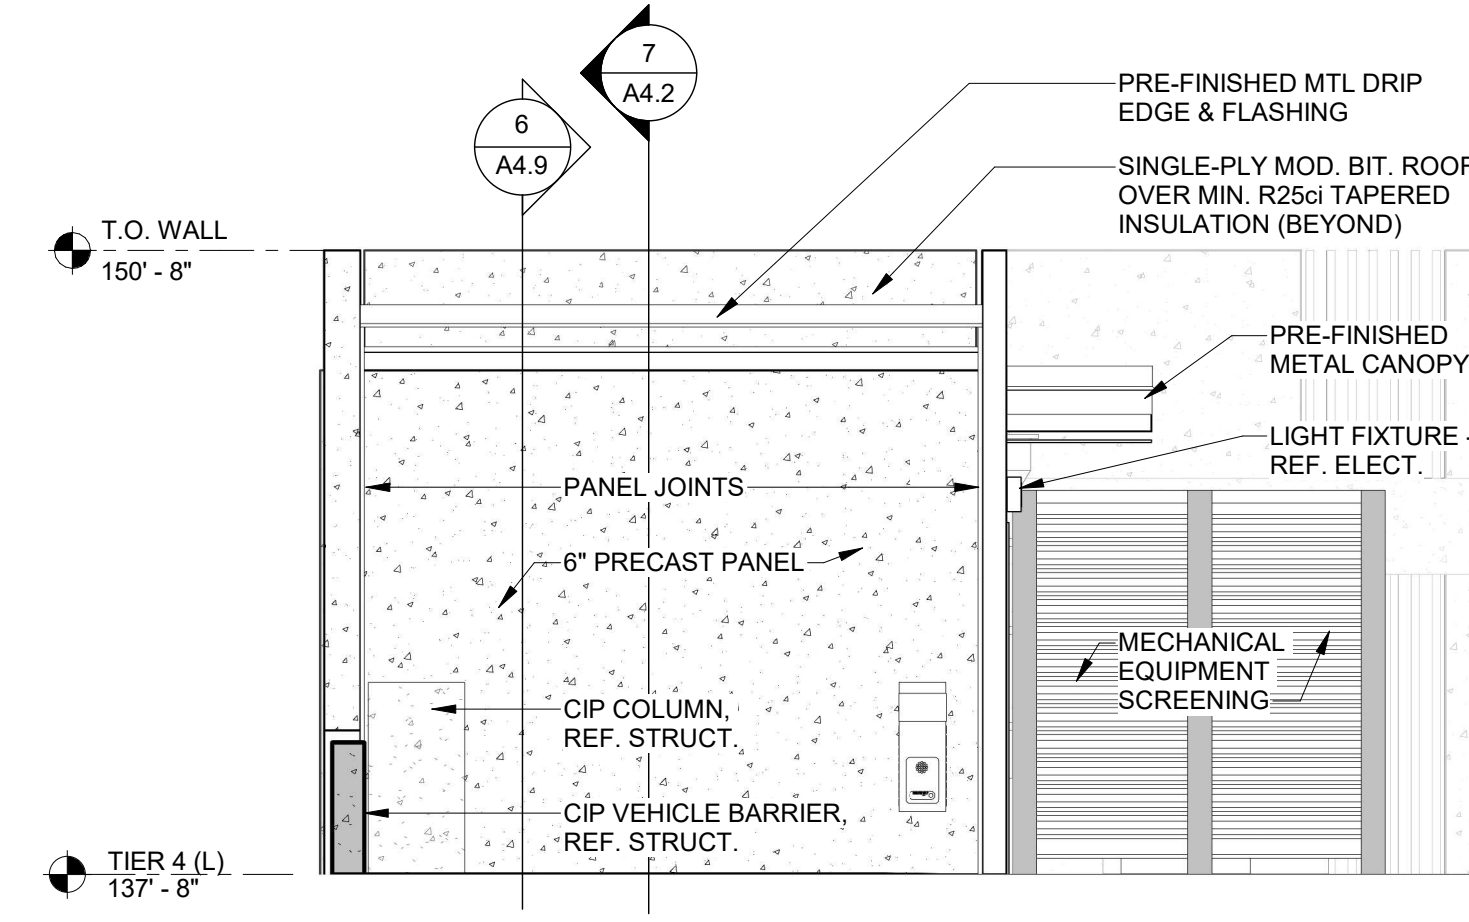 7
A4.2
6
A4.9
PRE-FINISHED MTL DRIP
EDGE & FLASHING
SINGLE-PLY MOD. BIT. ROOF
OVER MIN. R25ci TAPERED
INSULATION (BEYOND)
T.O. WALL
150' - 8"
PRE-FINISHED
METAL CANOPY
LIGHT FIXTURE -
REF. ELECT.
PANEL JOINTS
6" PRECAST PANEL
MECHANICAL
EQUIPMENT
SCREENING
CIP COLUMN,
REF. STRUCT.
CIP VEHICLE BARRIER,
REF. STRUCT.
TIER 4 (L)
137' - 8"